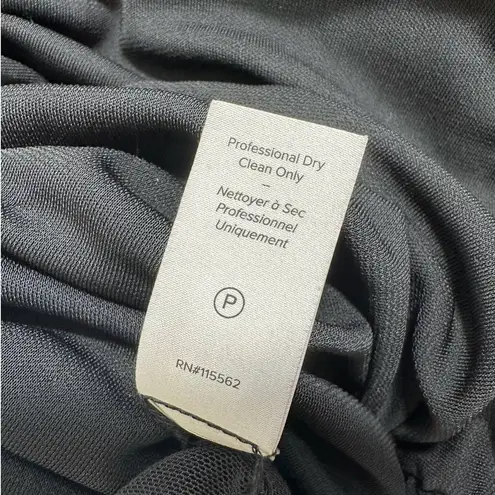 Professional Dry
Clean Only
–
Nettoyer à Sec
Professionnel
Uniquement
P
RN#115562